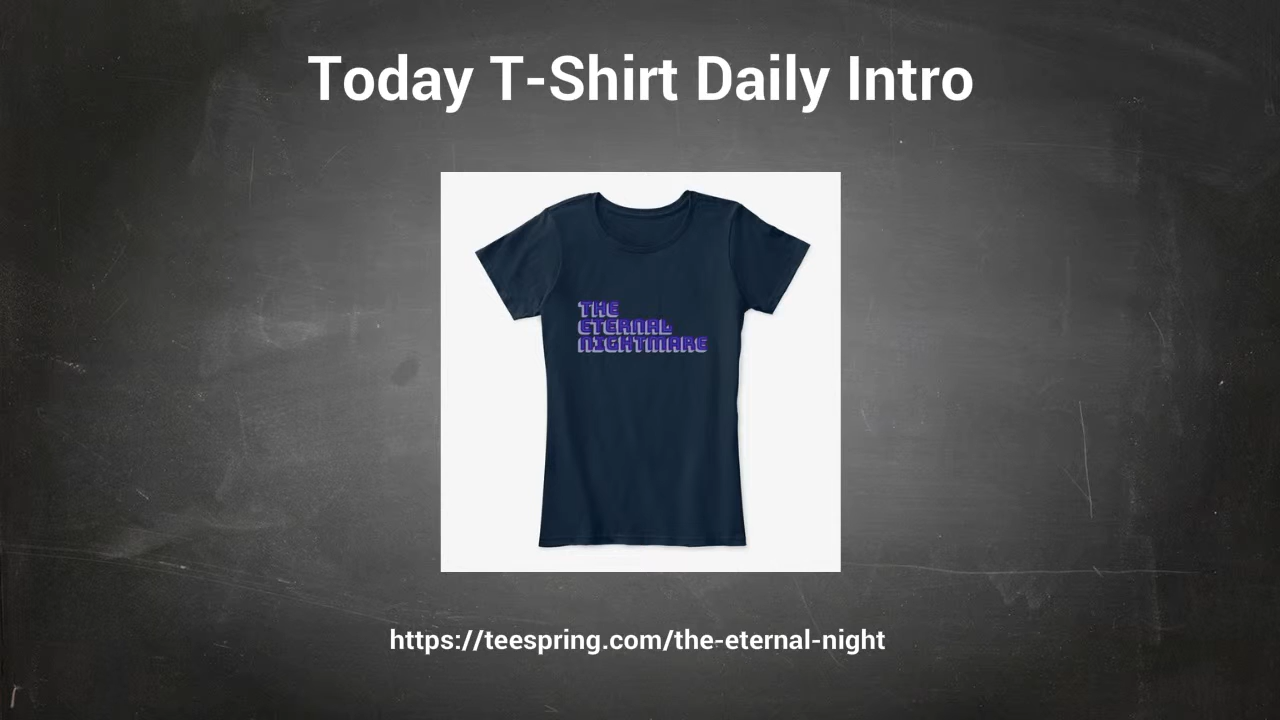 Today T-Shirt Daily Intro
THE
ETERNAL
NIGHTMARE
https://teespring.com/the-eternal-night